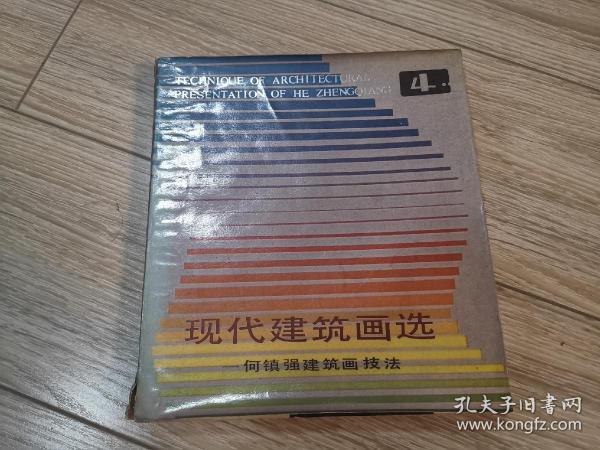 TECHNIQUE OF ARCHITECTURAL
PRESENTATION OF HE ZHENGQIANG
4
现代建筑画选
—何镇强建筑画技法
孔夫子旧書网
www.kongfz.com